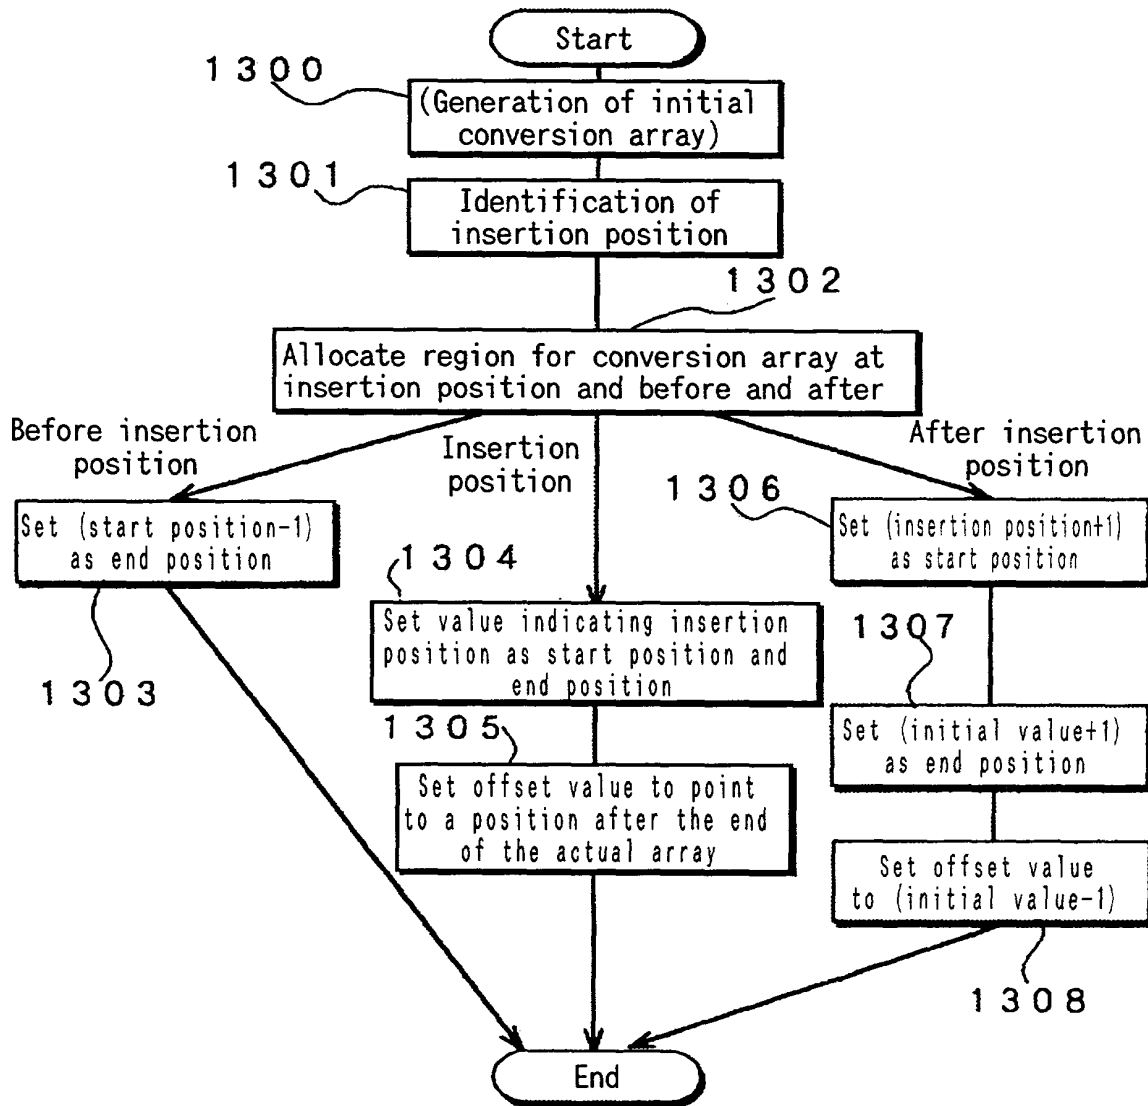 Start
1300
(Generation of initial
conversion array)
1301
Identification of
insertion position
1302
Allocate region for conversion array at
insertion position and before and after
Before insertion
position
Insertion
position
After insertion
position
1306
Set (start position-1)
as end position
1303
Set (insertion position+1)
as start position
1304
Set value indicating insertion
position as start position and
end position
1307
Set (initial value+1)
as end position
1305
Set offset value to point
to a position after the end
of the actual array
Set offset value
to (initial value-1)
1308
End